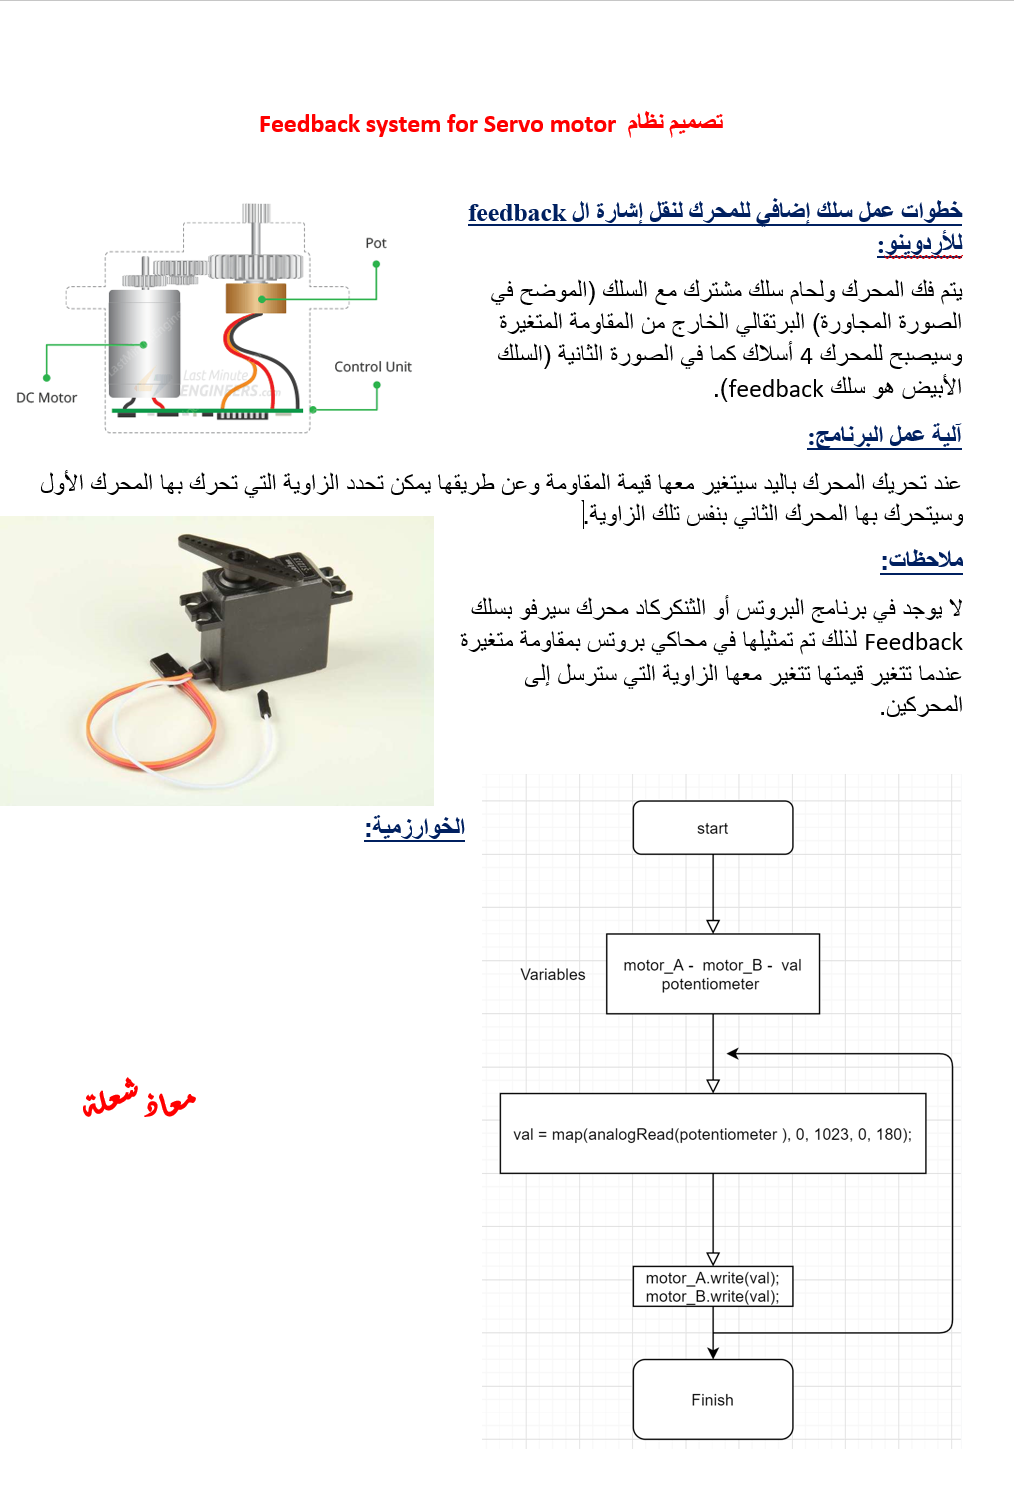 تصميم نظام Feedback system for Servo motor
خطوات عمل سلك إضافي للمحرك لنقل إشارة ال feedback
للأردوينو:
يتم فك المحرك ولحام سلك مشترك مع السلك (الموضح في
الصورة المجاورة) البرتقالي الخارج من المقاومة المتغيرة
وسيصبح للمحرك 4 أسلاك كما في الصورة الثانية (السلك
الأبيض هو سلك feedback).
Pot
Control Unit
DC Motor
Last Minute
ENGINEERS.com
آلية عمل البرنامج:
عند تحريك المحرك باليد سيتغير معها قيمة المقاومة وعن طريقها يمكن تحدد الزاوية التي تحرك بها المحرك الأول
وسيتحرك بها المحرك الثاني بنفس تلك الزاوية.
ملاحظات:
لا يوجد في برنامج البروتس أو الثنكركاد محرك سيرفو بسلك
Feedback لذلك تم تمثيلها في محاكي بروتس بمقاومة متغيرة
عندما تتغير قيمتها تتغير معها الزاوية التي سترسل إلى
المحركين.
الخوارزمية:
start
Variables
motor_A - motor_B - val
potentiometer
val = map(analogRead(potentiometer ), 0, 1023, 0, 180);
motor_A.write(val);
motor_B.write(val);
Finish
معاذ شعلة